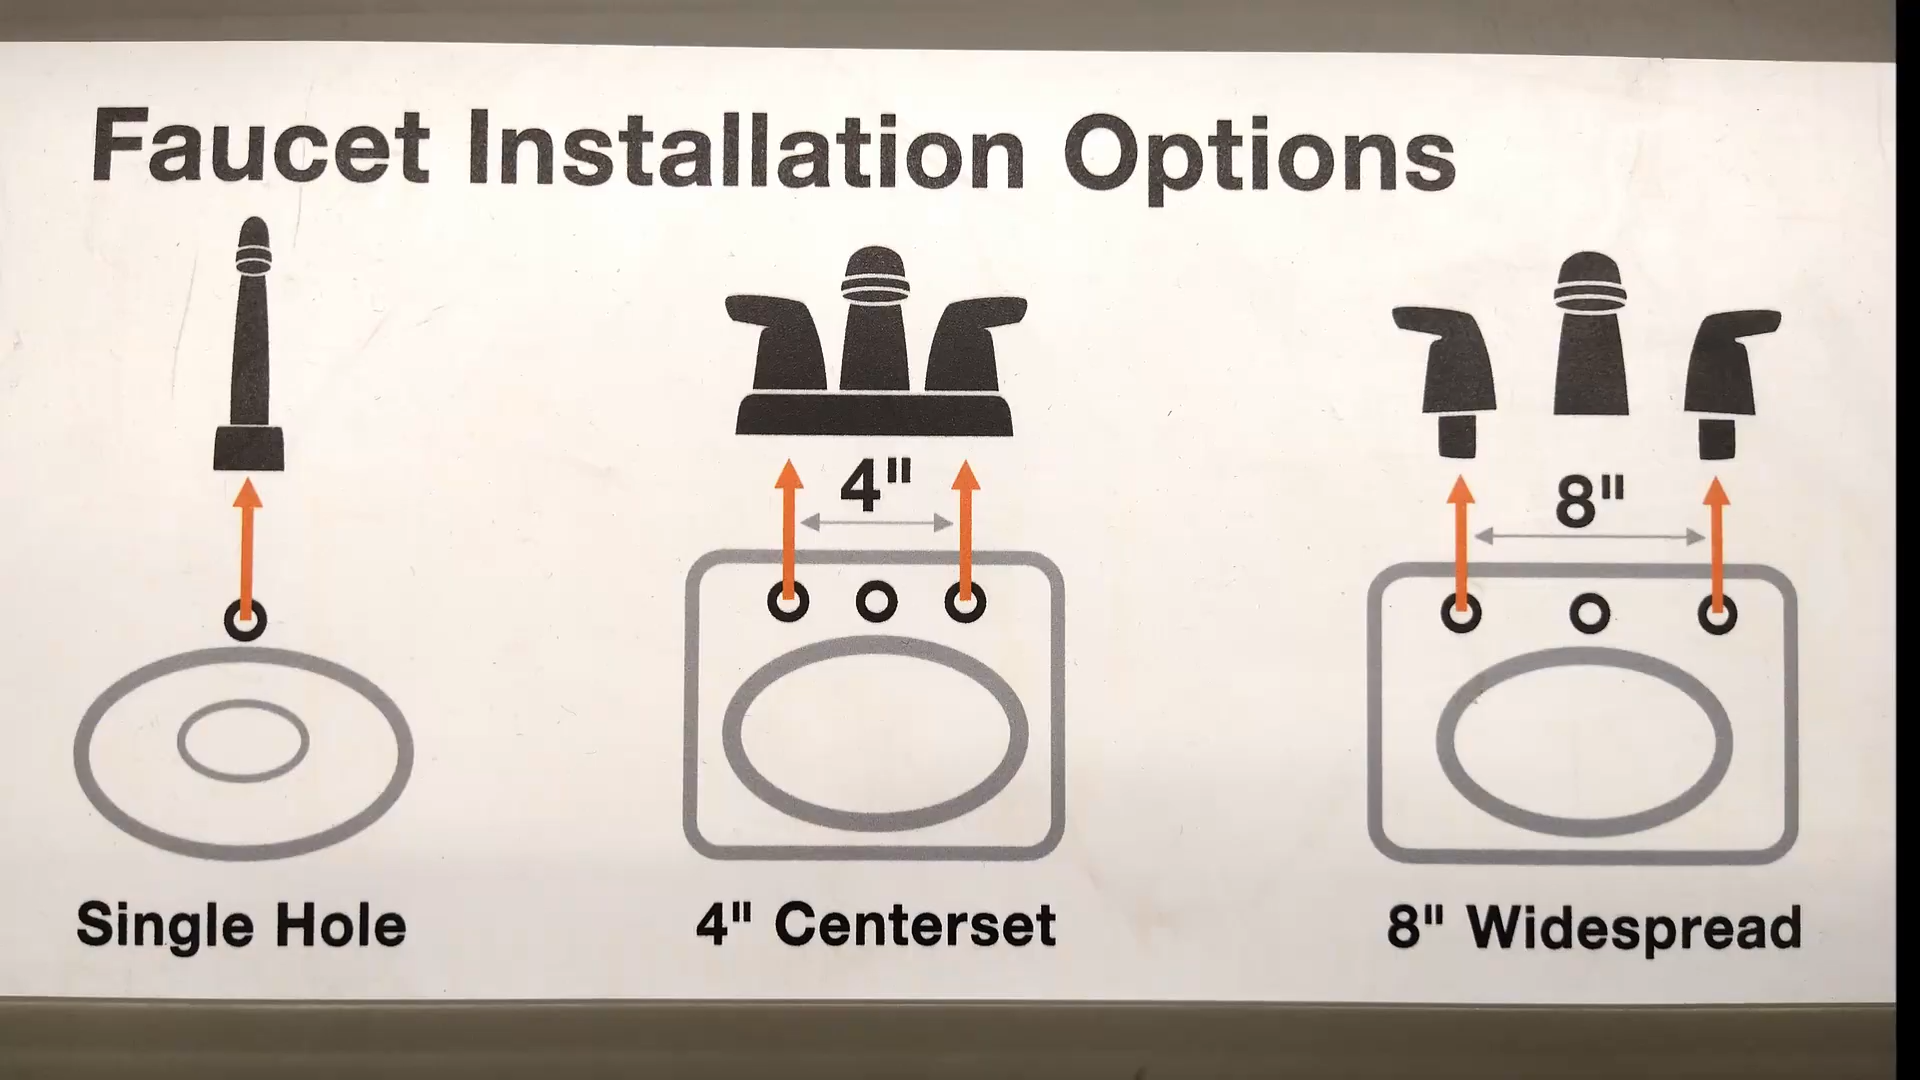 Faucet Installation Options
4"
8"
Single Hole
4" Centerset
8" Widespread